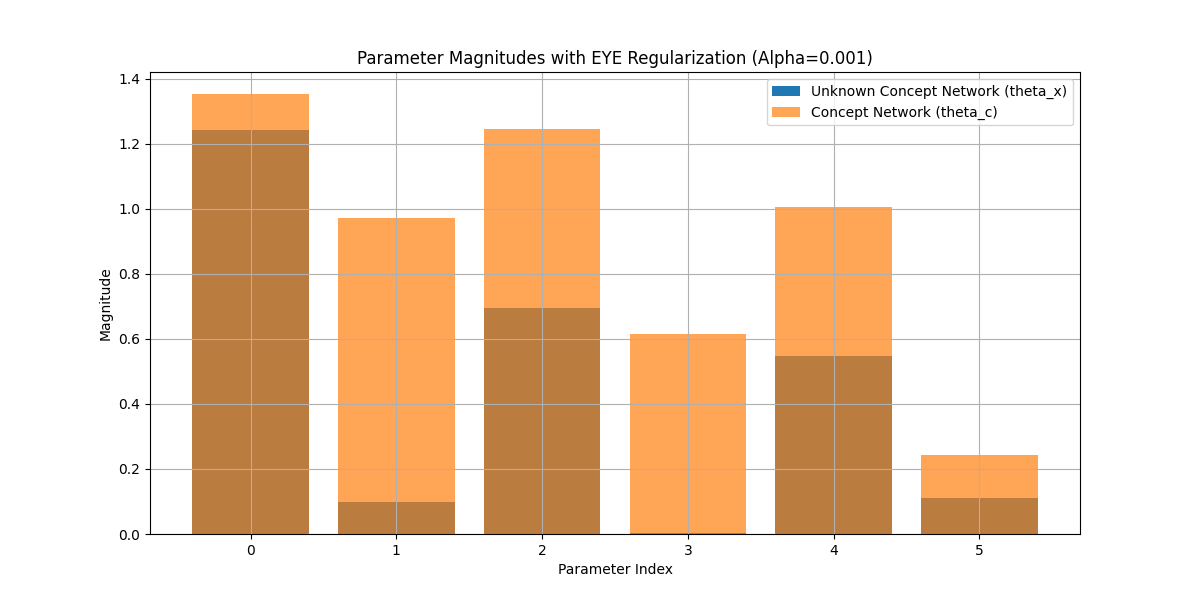 Parameter Magnitudes with EYE Regularization (Alpha=0.001)
Unknown Concept Network (theta_x)
Concept Network (theta_c)
Magnitude
1.4
1.2
1.0
0.8
0.6
0.4
0.2
0.0
0 1 2 3 4 5
Parameter Index